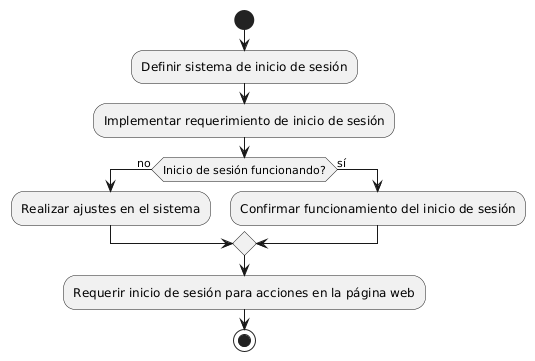 Definir sistema de inicio de sesión
Implementar requerimiento de inicio de sesión
no
Inicio de sesión funcionando?
sí
Realizar ajustes en el sistema
Confirmar funcionamiento del inicio de sesión
Requerir inicio de sesión para acciones en la página web